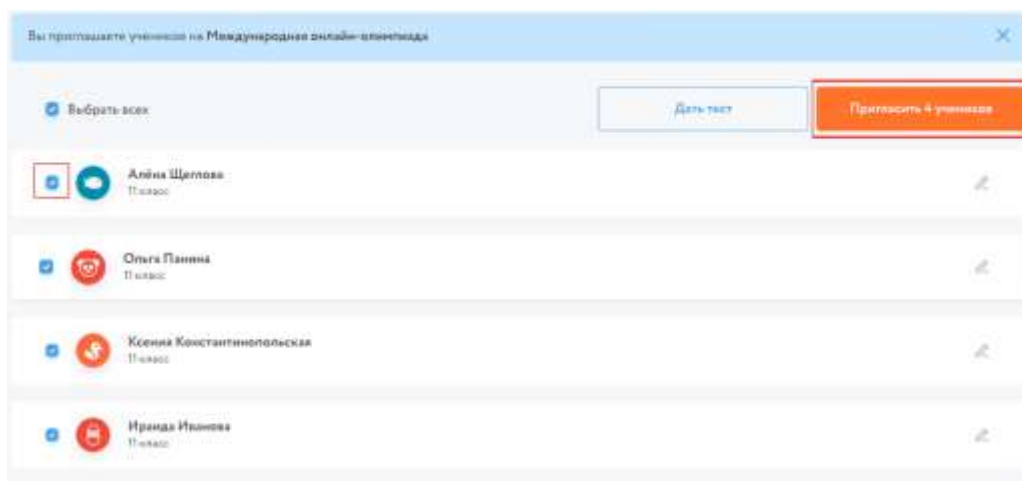 Вы приглашаете учеников на Международная онлайн-олимпиада
Выбрать всех
Дать тест
Пригласить 4 учеников
Алёна Щеглова
11 класс
Ольга Панина
11 класс
Ксения Константинопольская
11 класс
Ираида Иванова
11 класс